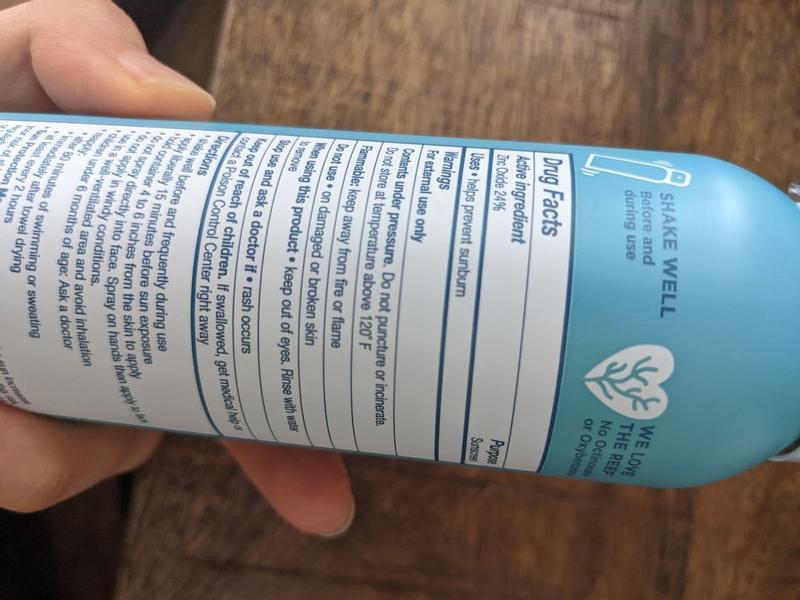 SHAKE WELL
Before and
during use
WE LOVE
THE REEF
No Octinoxate
or Oxybenzone
Drug Facts
Active ingredient Purpose
Zinc Oxide 24% Sunscreen
Uses • helps prevent sunburn
Warnings
For external use only
Contents under pressure. Do not puncture or incinerate.
Do not store at temperature above 120° F
Flammable: keep away from fire or flame
Do not use • on damaged or broken skin
When using this product • keep out of eyes. Rinse with water
to remove
Stop use and ask a doctor if • rash occurs
Keep out of reach of children. If swallowed, get medical help or
contact a Poison Control Center right away
Directions
• shake well before and frequently during use
• apply liberally 15 minutes before sun exposure
• hold container 4 to 6 inches from the skin to apply
• do not spray directly into face. Spray on hands then apply to face
• do not apply in windy conditions.
• use in a well ventilated area and avoid inhalation
• children under 6 months of age: Ask a doctor
minutes of swimming or sweating
immediately after towel drying
every 2 hours
sun increases